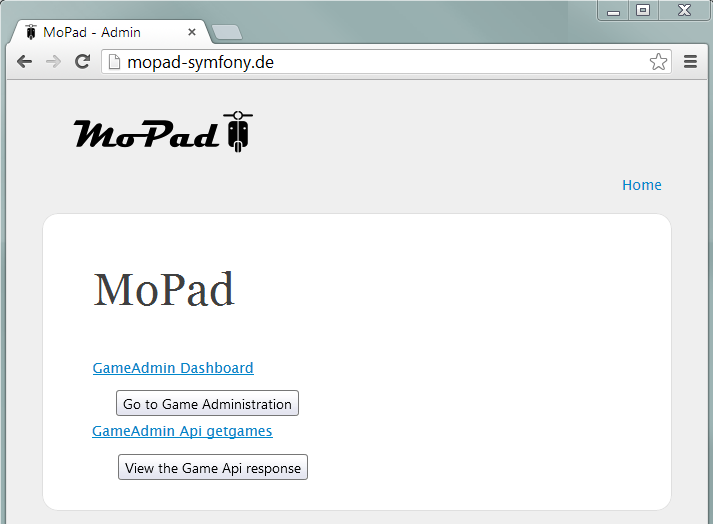 MoPad - Admin
mopad-symfony.de
MoPad
Home
MoPad
GameAdmin Dashboard
Go to Game Administration
GameAdmin Api getgames
View the Game Api response